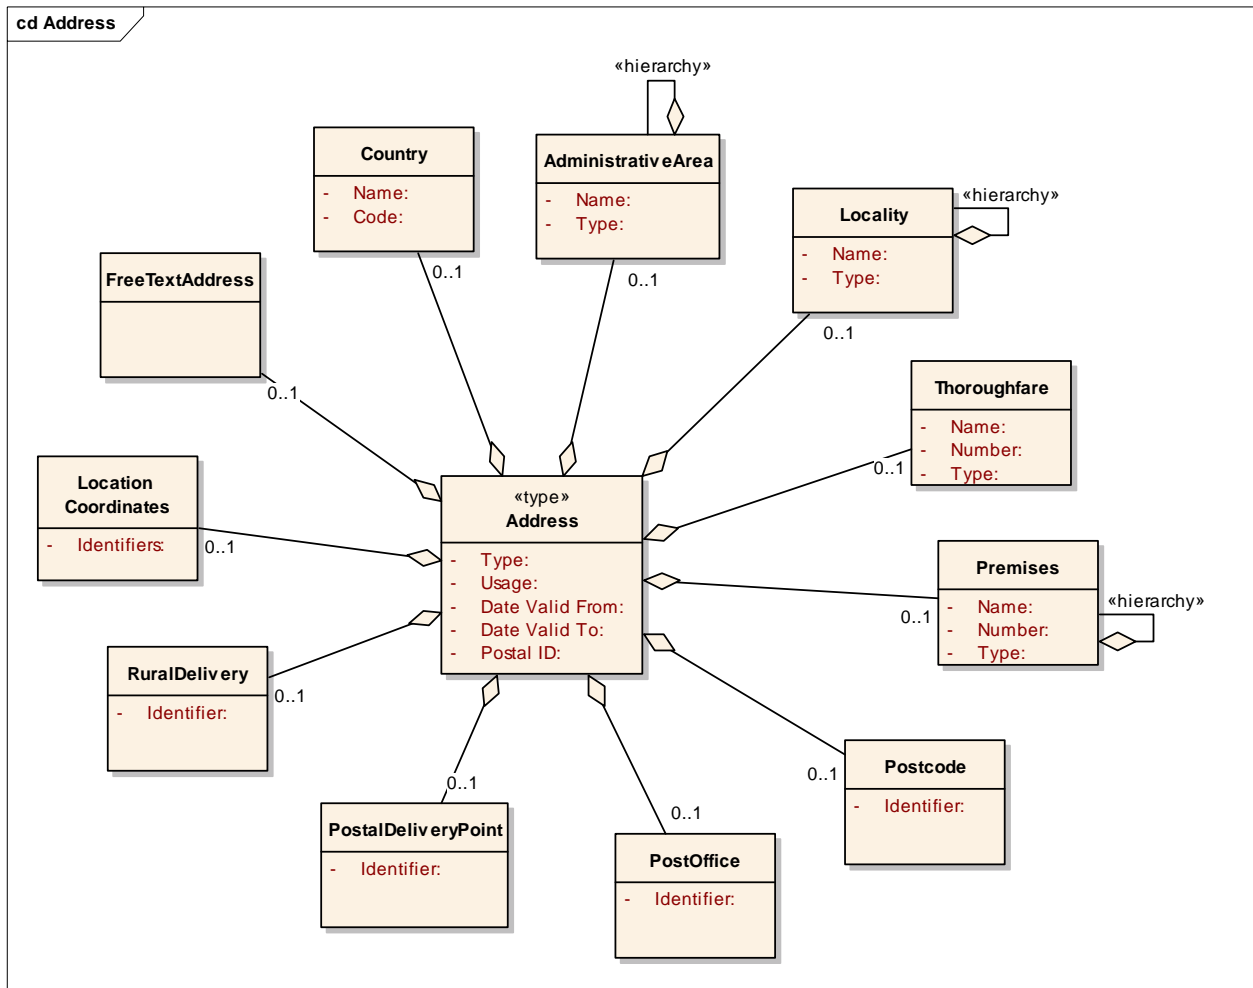 cd Address
«hierarchy»
Country
- Name:
- Code:
0..1
AdministrativeArea
- Name:
- Type:
0..1
«hierarchy»
Locality
- Name:
- Type:
0..1
FreeTextAddress
0..1
Thoroughfare
- Name:
- Number:
- Type:
0..1
Location
Coordinates
- Identifiers:
0..1
«type»
Address
- Type:
- Usage:
- Date Valid From:
- Date Valid To:
- Postal ID:
Premises
- Name:
- Number:
- Type:
0..1
«hierarchy»
RuralDelivery
- Identifier:
0..1
Postcode
- Identifier:
0..1
PostalDeliveryPoint
- Identifier:
0..1
PostOffice
- Identifier:
0..1